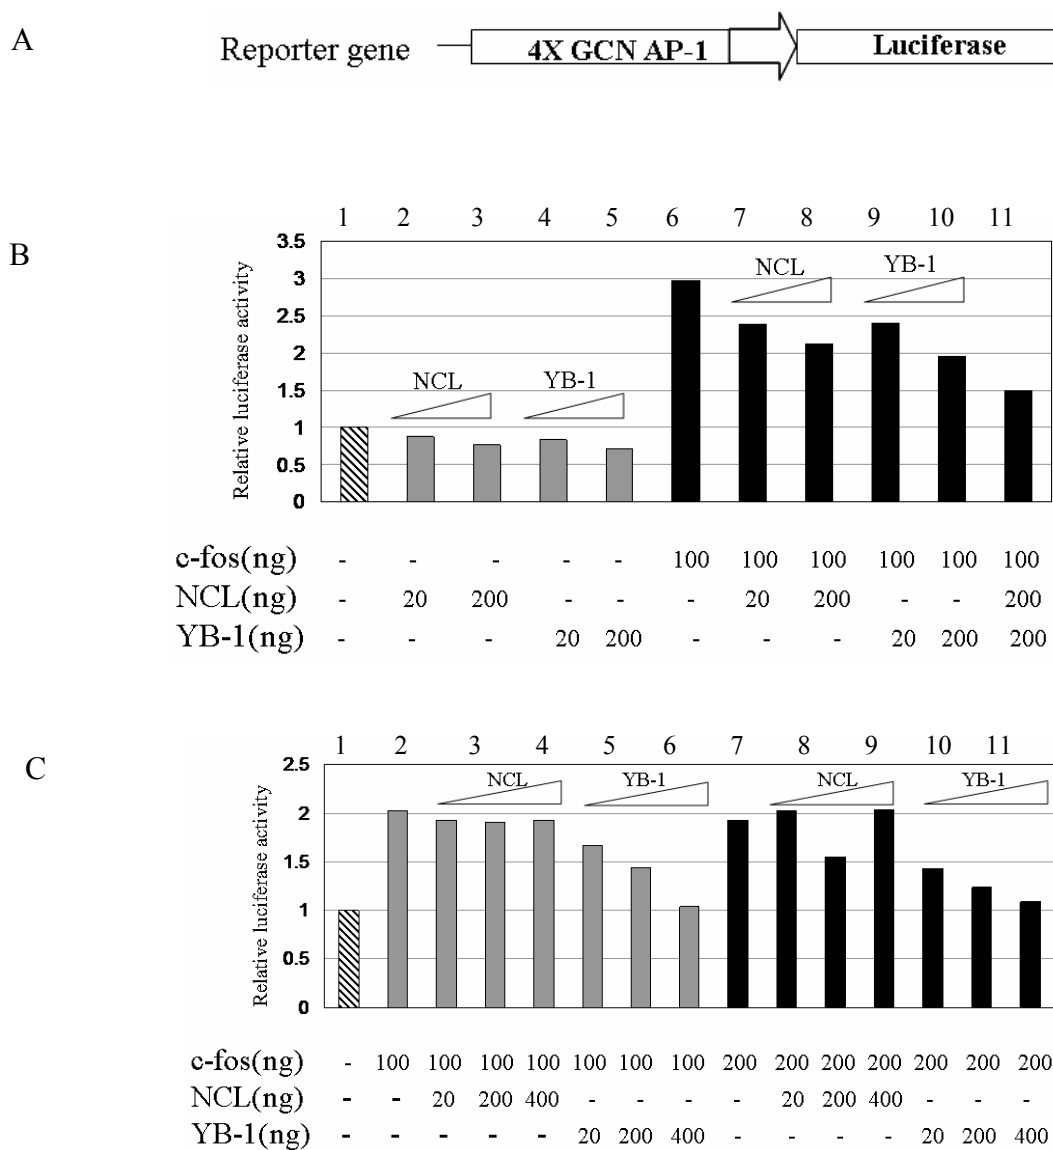 A
Reporter gene
4X GCN AP-1
Luciferase
B
1 2 3 4 5 6 7 8 9 10 11
Relative luciferase activity
3.5
3
2.5
2
1.5
1
0.5
0
NCL
YB-1
NCL
YB-1
c-fos(ng) - - - - - 100 100 100 100 100 100
NCL(ng) - 20 200 - - - 20 200 - - 200
YB-1(ng) - - - 20 200 - - - 20 200 200
C
1 2 3 4 5 6 7 8 9 10 11
Relative luciferase activity
2.5
2
1.5
1
0.5
0
NCL
YB-1
NCL
YB-1
c-fos(ng) - 100 100 100 100 100 100 100 200 200 200 200 200 200 200
NCL(ng) - - 20 200 400 - - - - 20 200 400 - - -
YB-1(ng) - - - - - 20 200 400 - - - - 20 200 400